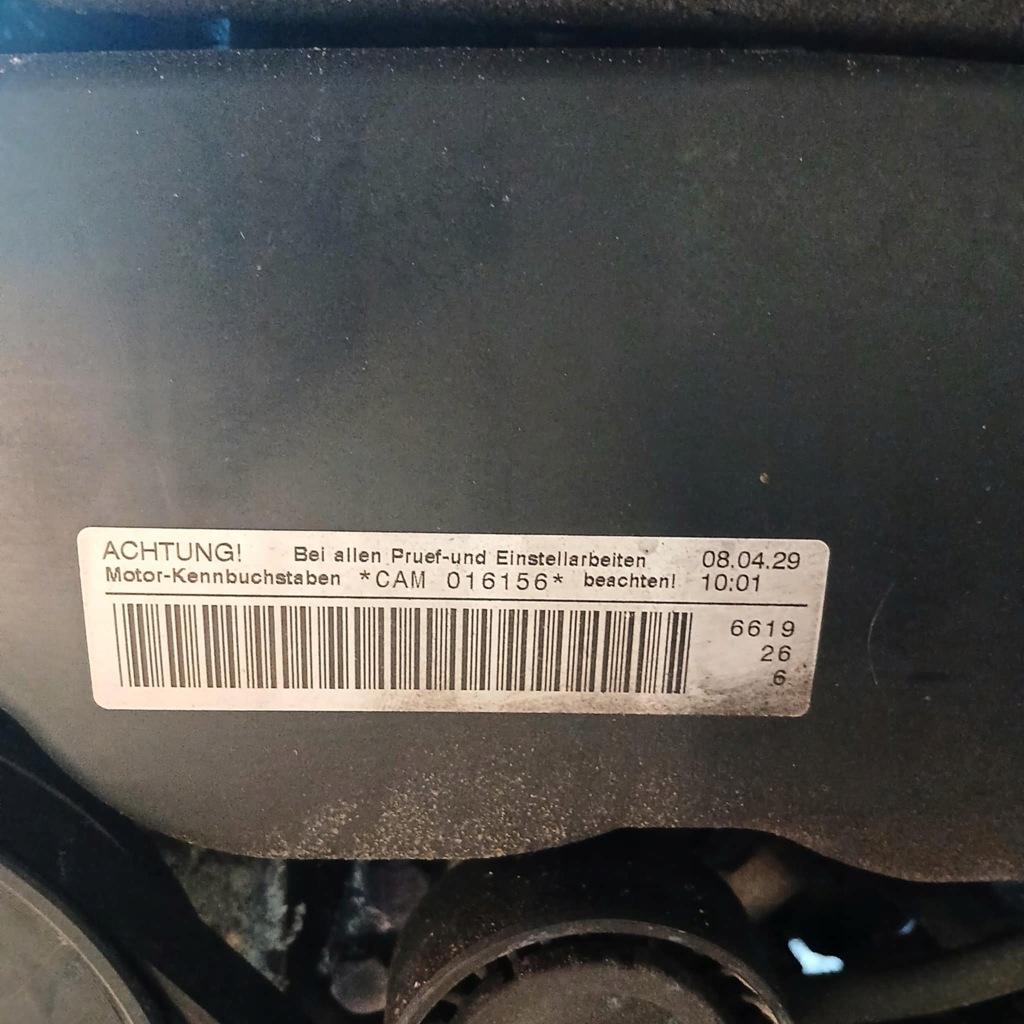 ACHTUNG! Bei allen Pruef-und Einstellarbeiten 08.04.29
Motor-Kennbuchstaben *CAM 016156* beachten! 10:01
6619
26
6